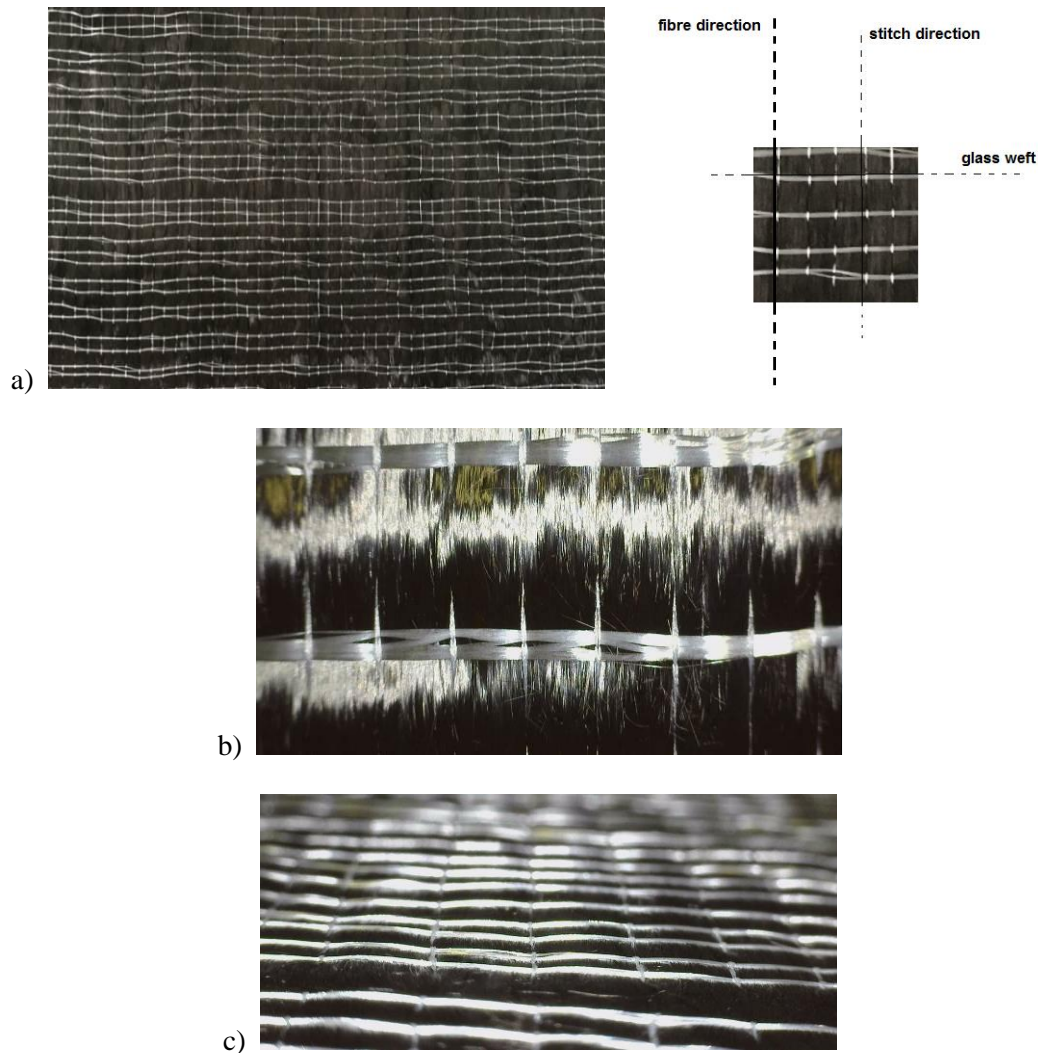 fibre direction
stitch direction
glass weft
a)
b)
c)